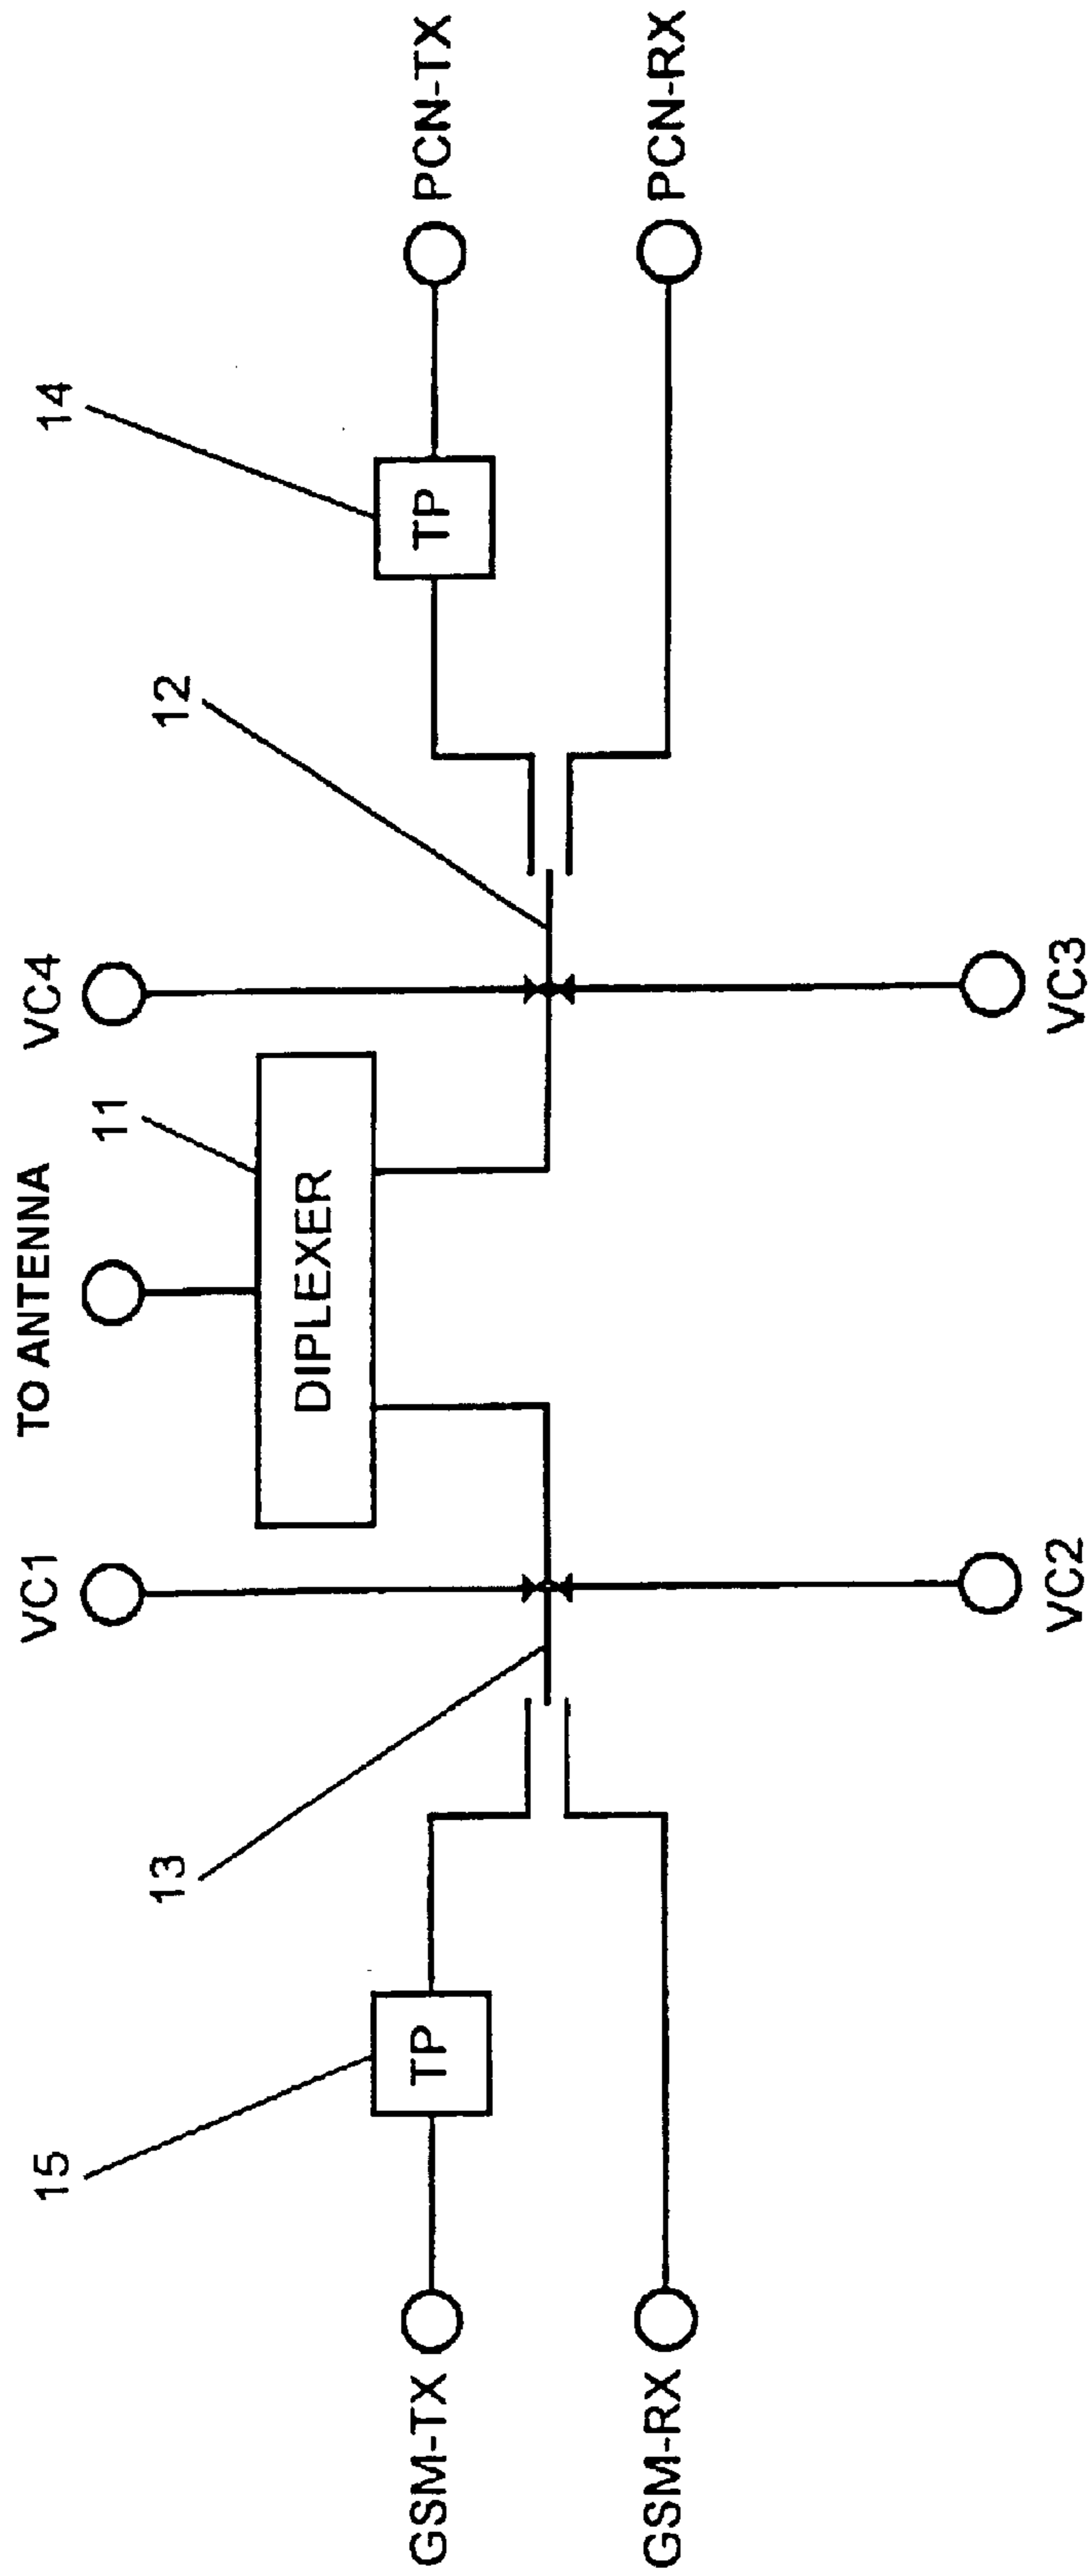 TO ANTENNA
VC1
VC4
11
DIPLEXER
15
13
12
14
TP
TP
GSM-TX
PCN-TX
GSM-RX
PCN-RX
VC2
VC3